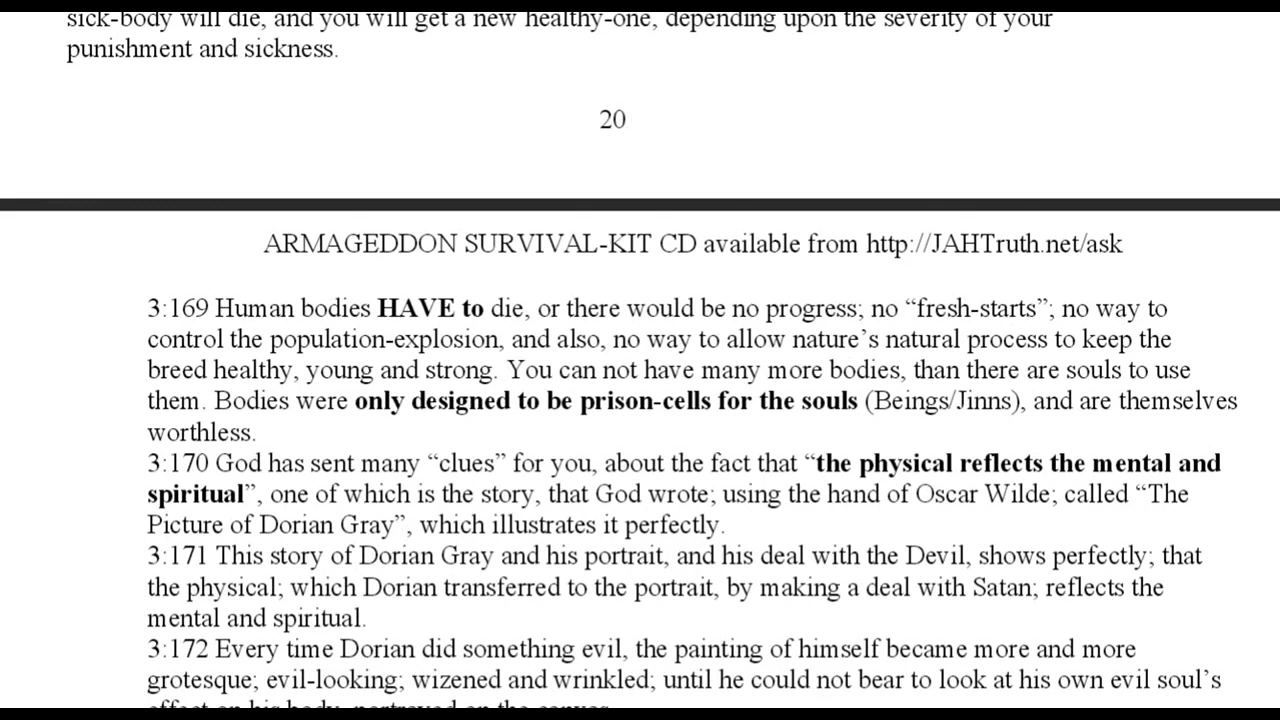 sick-body will die, and you will get a new healthy-one, depending upon the severity of your
punishment and sickness.
20
ARMAGEDDON SURVIVAL-KIT CD available from http://JAHTruth.net/ask
3:169 Human bodies HAVE to die, or there would be no progress; no “fresh-starts”; no way to
control the population-explosion, and also, no way to allow nature’s natural process to keep the
breed healthy, young and strong. You can not have many more bodies, than there are souls to use
them. Bodies were only designed to be prison-cells for the souls (Beings/Jinns), and are themselves
worthless.
3:170 God has sent many “clues” for you, about the fact that “the physical reflects the mental and
spiritual”, one of which is the story, that God wrote; using the hand of Oscar Wilde; called “The
Picture of Dorian Gray”, which illustrates it perfectly.
3:171 This story of Dorian Gray and his portrait, and his deal with the Devil, shows perfectly; that
the physical; which Dorian transferred to the portrait, by making a deal with Satan; reflects the
mental and spiritual.
3:172 Every time Dorian did something evil, the painting of himself became more and more
grotesque; evil-looking; wizened and wrinkled; until he could not bear to look at his own evil soul’s
effect on his body, portrayed on the canvas.